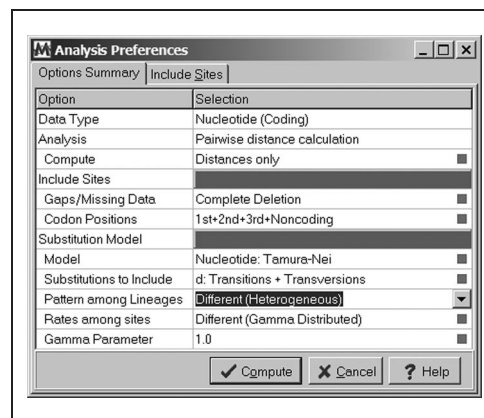 Analysis Preferences
Options Summary Include Sites
Option Selection
Data Type Nucleotide (Coding)
Analysis Pairwise distance calculation
Compute Distances only
Include Sites
Gaps/Missing Data Complete Deletion
Codon Positions 1st+2nd+3rd+Noncoding
Substitution Model
Model Nucleotide: Tamura-Nei
Substitutions to Include d: Transitions + Transversions
Pattern among Lineages Different (Heterogeneous)
Rates among sites Different (Gamma Distributed)
Gamma Parameter 1.0
Compute Cancel ? Help